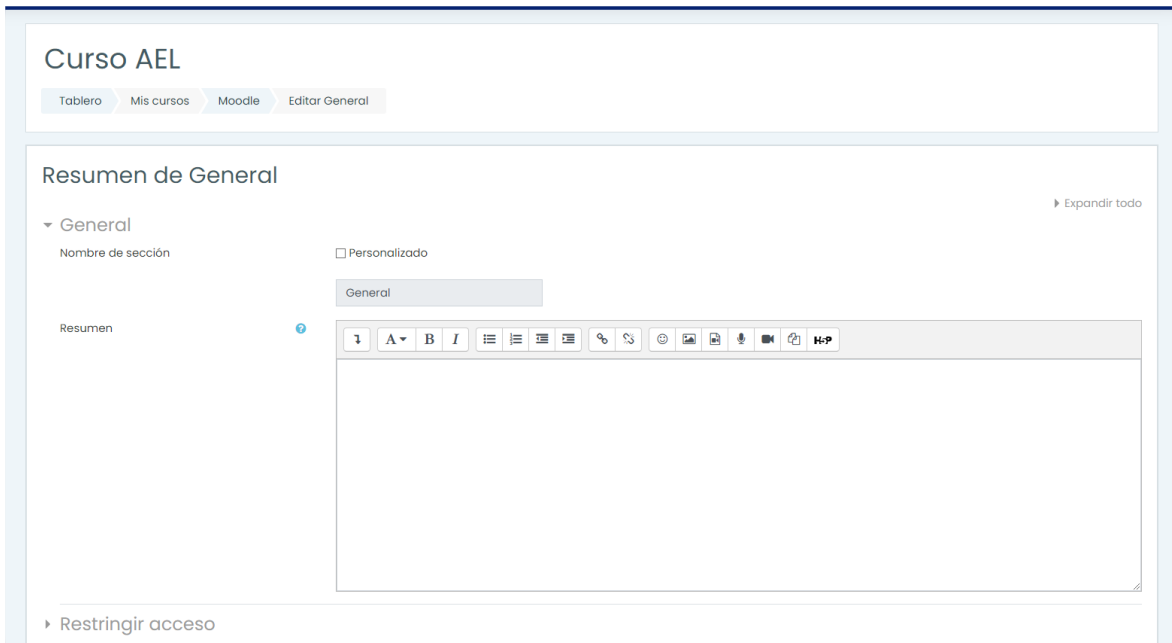 Curso AEL
Tablero Mis cursos Moodle Editar General
Resumen de General
Expandir todo
General
Nombre de sección Personalizado
General
Resumen
A B I H-P
Restringir acceso